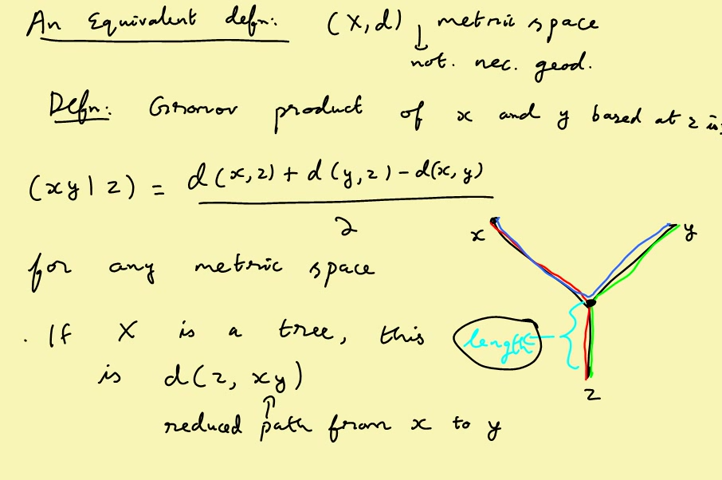 An Equivalent defn: (X,d) metric space
↓ not. nec. geod.
Defn: Gromov product of x and y based at z is:
(xy|z) = (d(x,z) + d(y,z) - d(x,y)) / 2
x y
for any metric space
. If X is a tree, this length
is d(z, xy)
z
↑ reduced path from x to y